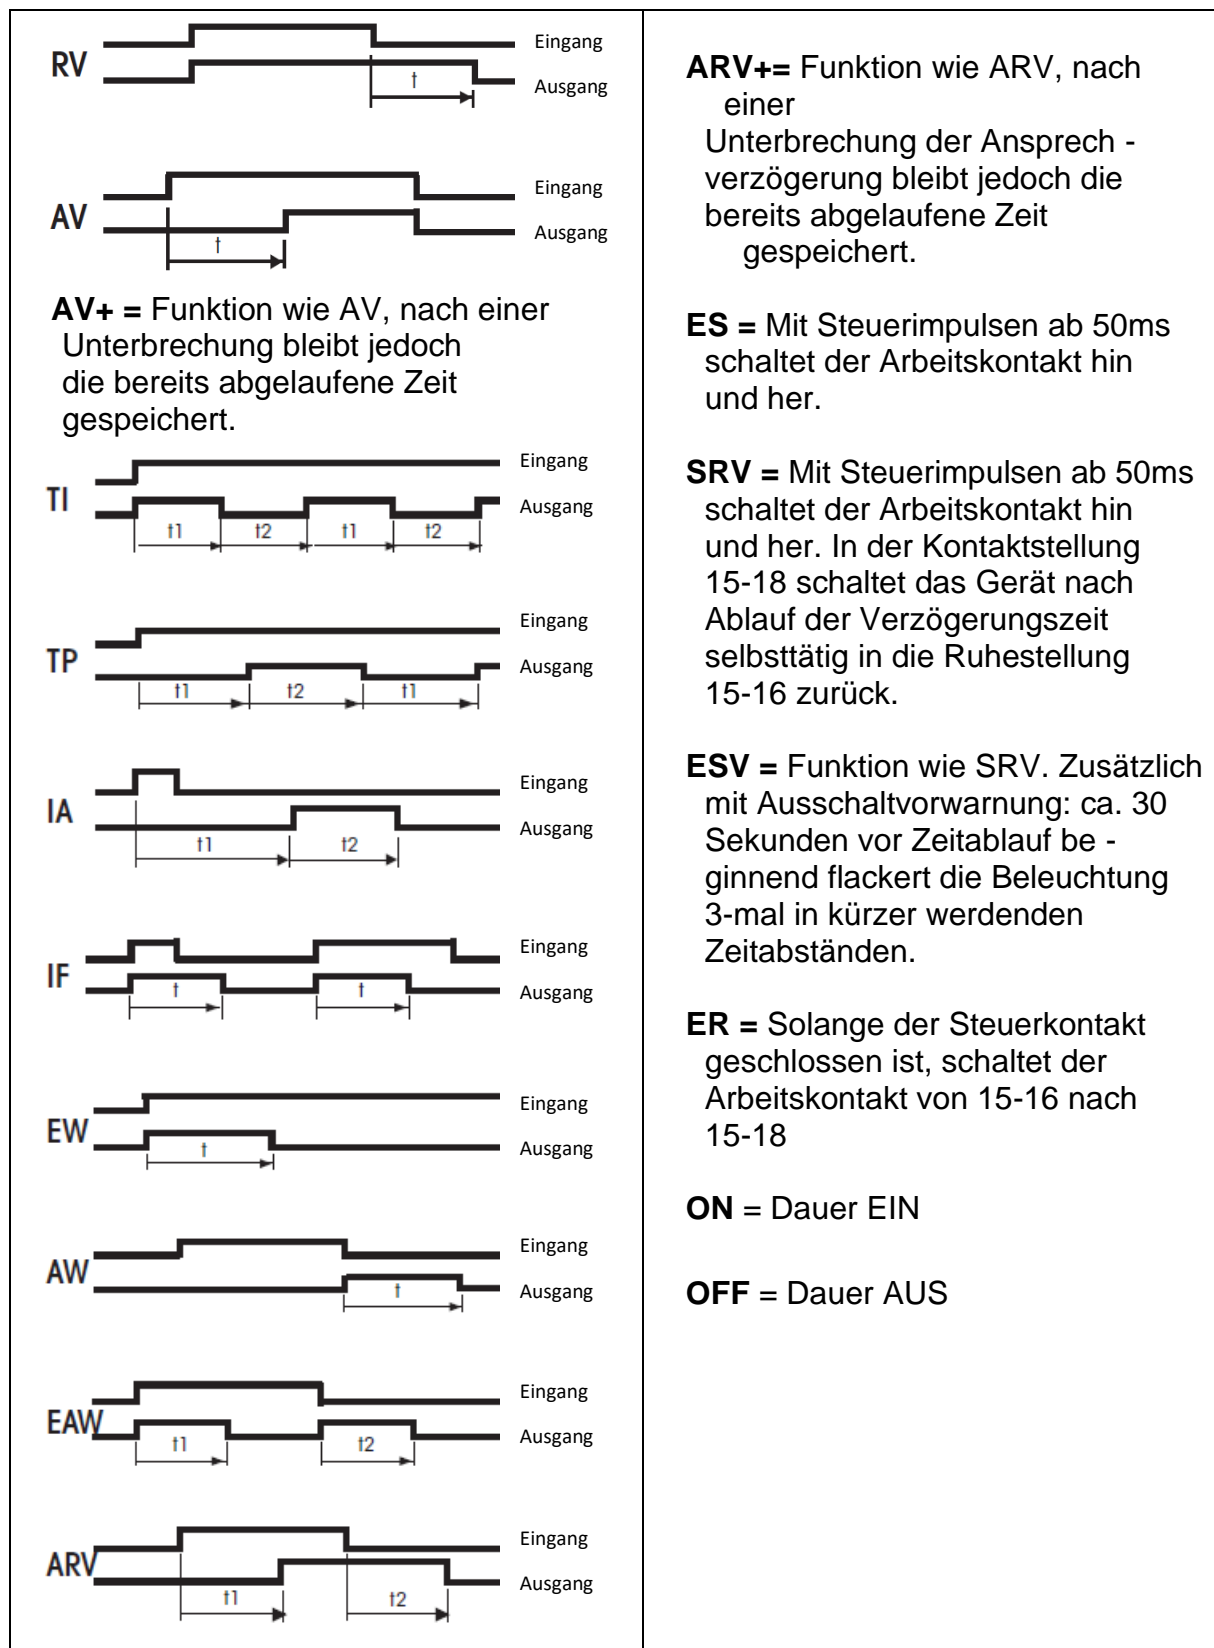 RV
Eingang
t
Ausgang
AV
Eingang
Ausgang
t
AV+ = Funktion wie AV, nach einer
Unterbrechung bleibt jedoch
die bereits abgelaufene Zeit
gespeichert.
TI
Eingang
Ausgang
t1 t2 t1 t2
TP
Eingang
Ausgang
t1 t2 t1
IA
Eingang
Ausgang
t1 t2
IF
Eingang
t t
Ausgang
EW
Eingang
t
Ausgang
AW
Eingang
t
Ausgang
EAW
Eingang
Ausgang
t1 t2
ARV
Eingang
Ausgang
t1 t2
ARV+= Funktion wie ARV, nach
einer
Unterbrechung der Ansprech -
verzögerung bleibt jedoch die
bereits abgelaufene Zeit
gespeichert.
ES = Mit Steuerimpulsen ab 50ms
schaltet der Arbeitskontakt hin
und her.
SRV = Mit Steuerimpulsen ab 50ms
schaltet der Arbeitskontakt hin
und her. In der Kontaktstellung
15-18 schaltet das Gerät nach
Ablauf der Verzögerungszeit
selbsttätig in die Ruhestellung
15-16 zurück.
ESV = Funktion wie SRV. Zusätzlich
mit Ausschaltvorwarnung: ca. 30
Sekunden vor Zeitablauf be -
ginnend flackert die Beleuchtung
3-mal in kürzer werdenden
Zeitabständen.
ER = Solange der Steuerkontakt
geschlossen ist, schaltet der
Arbeitskontakt von 15-16 nach
15-18
ON = Dauer EIN
OFF = Dauer AUS